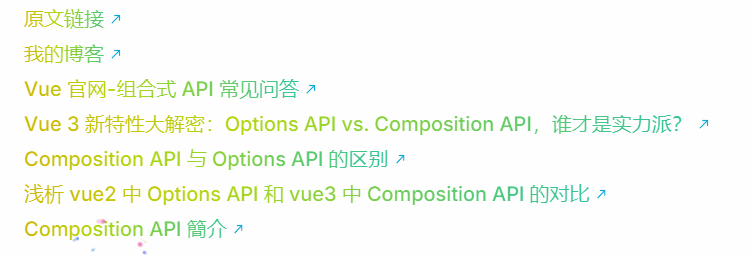 原文链接
我的博客
Vue 官网-组合式 API 常见问答
Vue 3 新特性大解密：Options API vs. Composition API，谁才是实力派？
Composition API 与 Options API 的区别
浅析 vue2 中 Options API 和 vue3 中 Composition API 的对比
Composition API 簡介